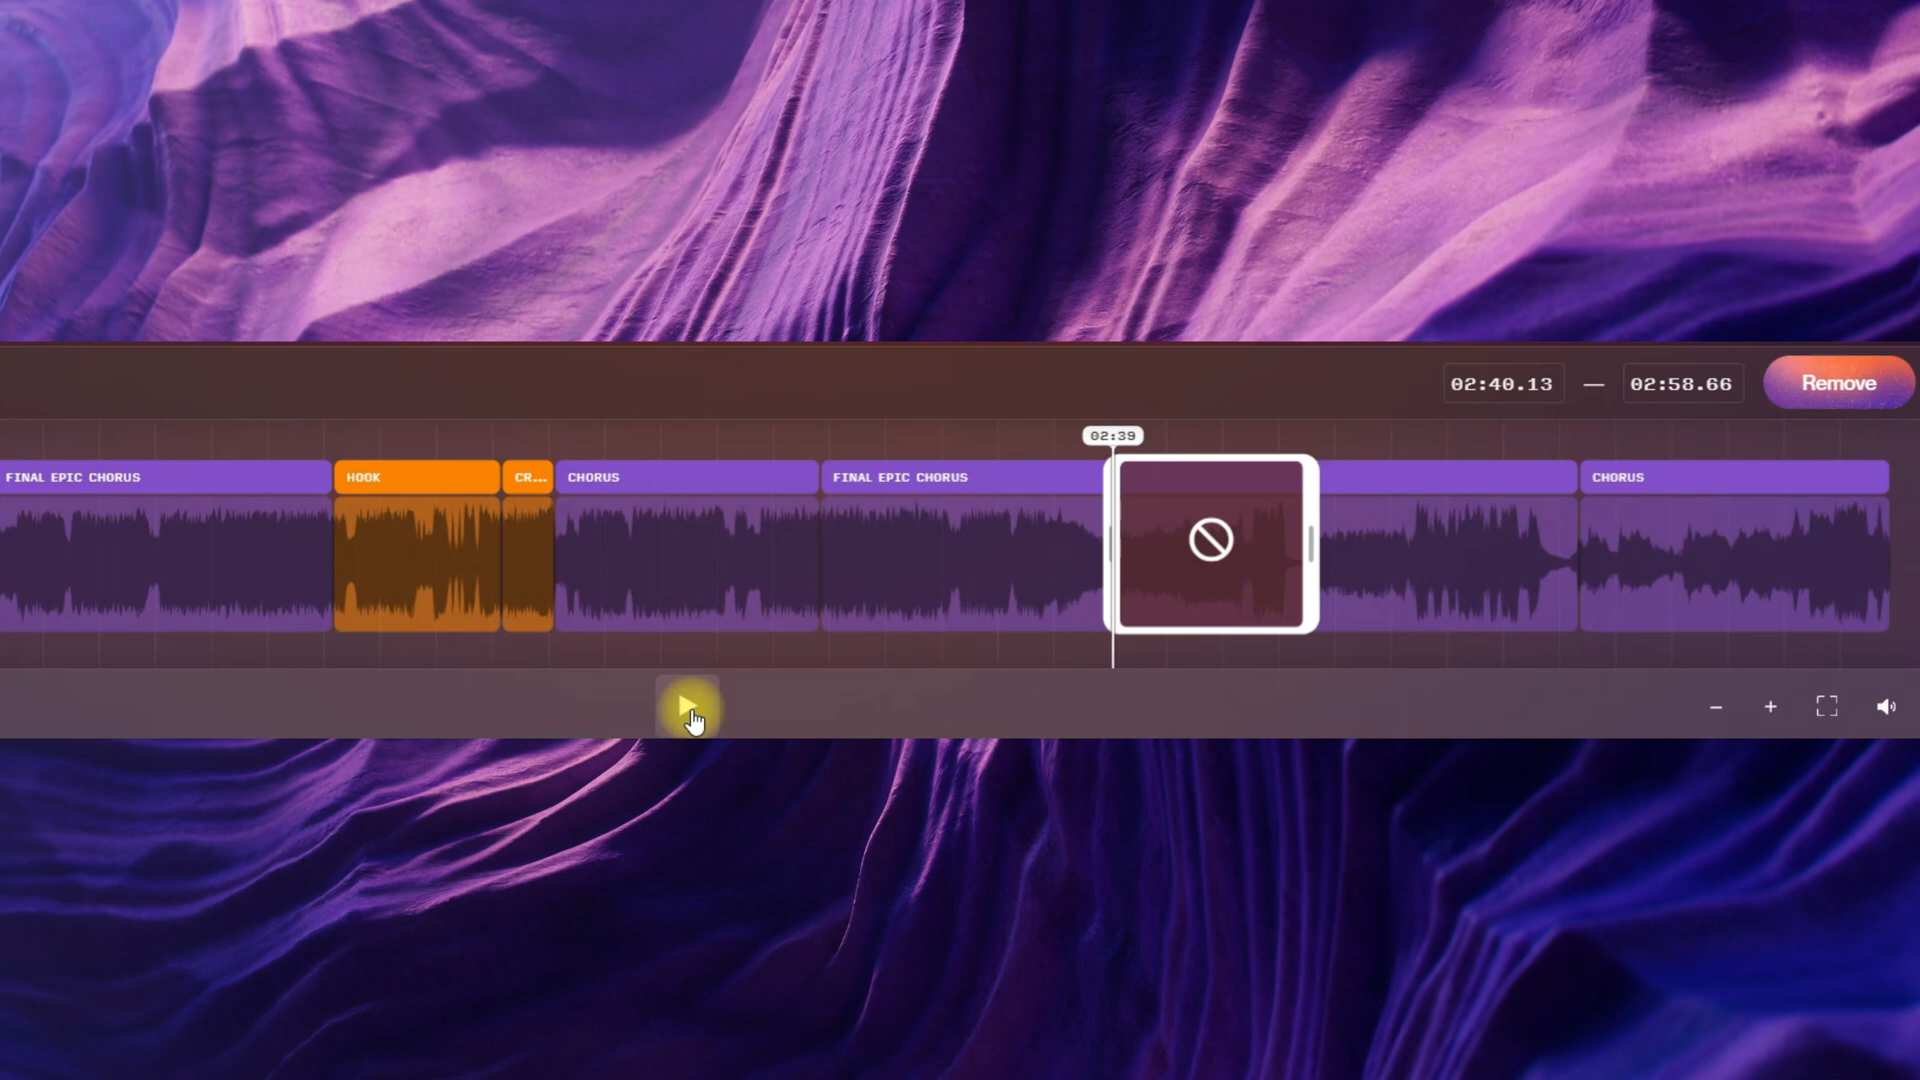 02:40.13 — 02:58.66 Remove
02:39
FINAL EPIC CHORUS HOOK CR... CHORUS FINAL EPIC CHORUS CHORUS